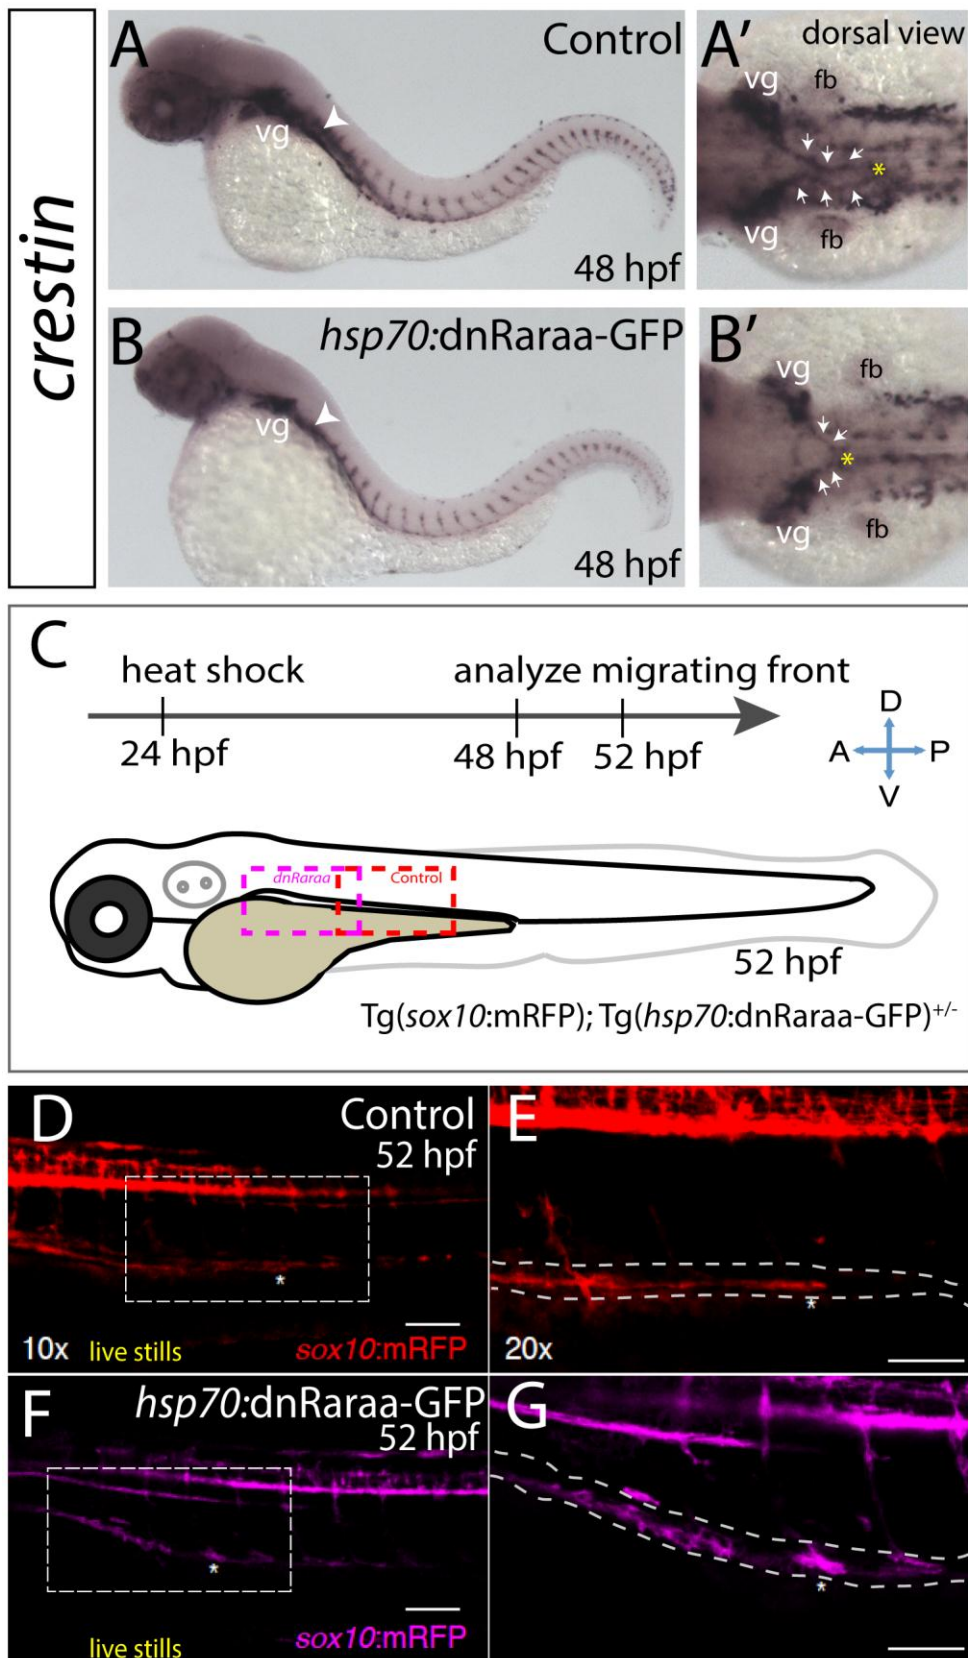 crestin
A
Control
vg
48 hpf
A′
dorsal view
vg
fb
*
vg
fb
B
hsp70:dnRaraa-GFP
vg
48 hpf
B′
vg
fb
*
vg
fb
C
heat shock
analyze migrating front
24 hpf
48 hpf
52 hpf
D
A
P
V
dnRaraa
Control
52 hpf
Tg(sox10:mRFP); Tg(hsp70:dnRaraa-GFP)+/-
D
Control
52 hpf
*
10x
live stills
sox10:mRFP
E
*
20x
F
hsp70:dnRaraa-GFP
52 hpf
*
live stills
sox10:mRFP
G
*